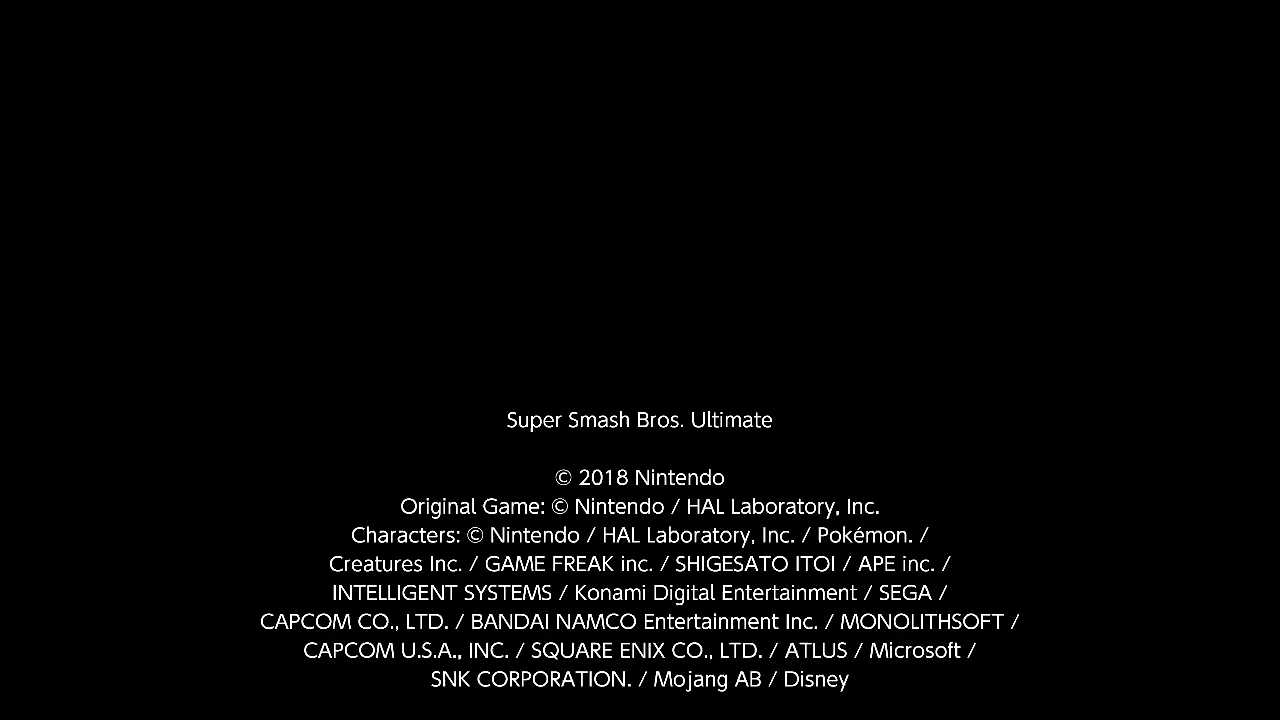 Super Smash Bros. Ultimate
© 2018 Nintendo
Original Game: © Nintendo / HAL Laboratory, Inc.
Characters: © Nintendo / HAL Laboratory, Inc. / Pokémon. /
Creatures Inc. / GAME FREAK inc. / SHIGESATO ITOI / APE inc. /
INTELLIGENT SYSTEMS / Konami Digital Entertainment / SEGA /
CAPCOM CO., LTD. / BANDAI NAMCO Entertainment Inc. / MONOLITHSOFT /
CAPCOM U.S.A., INC. / SQUARE ENIX CO., LTD. / ATLUS / Microsoft /
SNK CORPORATION. / Mojang AB / Disney